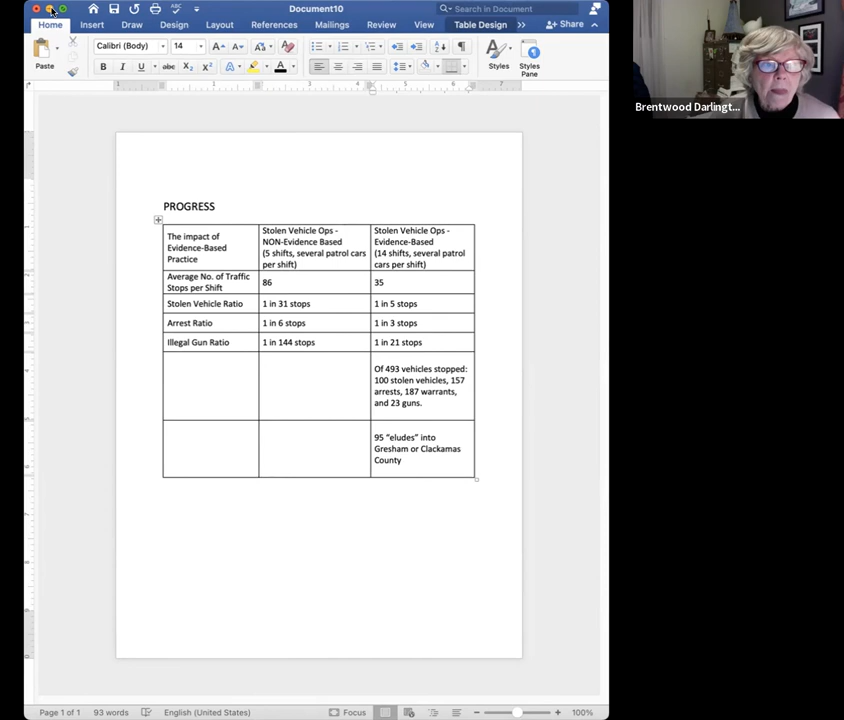 Document10
Search in Document
Home Insert Draw Design Layout References Mailings Review View Table Design Share
Paste
Calibri (Body) 14
Styles
Styles Pane
PROGRESS
The impact of
Evidence-Based
Practice
Stolen Vehicle Ops -
NON-Evidence Based
(5 shifts, several patrol cars
per shift)
Stolen Vehicle Ops -
Evidence-Based
(14 shifts, several patrol
cars per shift)
Average No. of Traffic
Stops per Shift
86
35
Stolen Vehicle Ratio
1 in 31 stops
1 in 5 stops
Arrest Ratio
1 in 6 stops
1 in 3 stops
Illegal Gun Ratio
1 in 144 stops
1 in 21 stops
Of 493 vehicles stopped:
100 stolen vehicles, 157
arrests, 187 warrants,
and 23 guns.
95 “eludes” into
Gresham or Clackamas
County
Page 1 of 1 93 words English (United States) Focus 100%
Brentwood Darlingt...